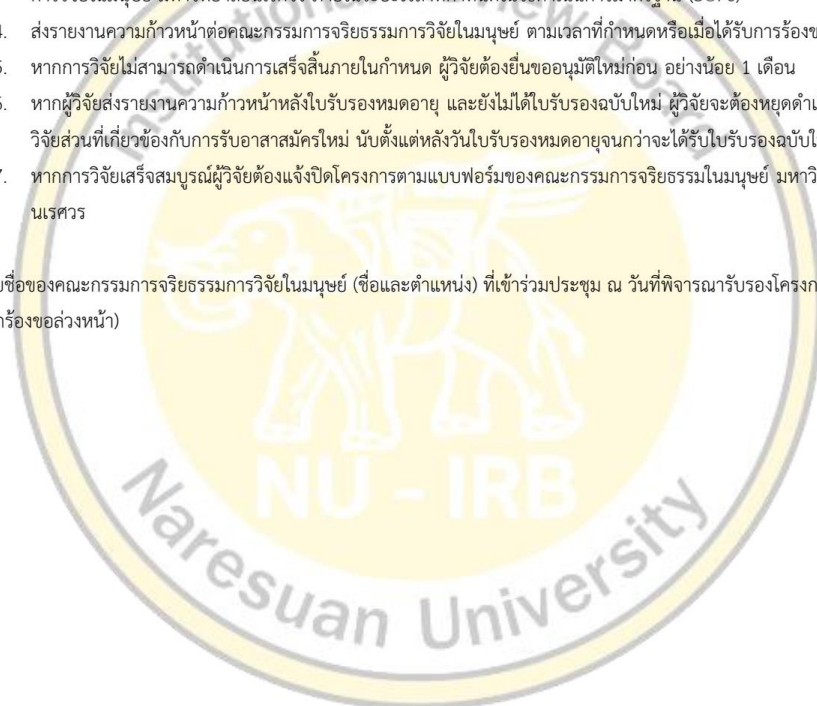 4. ส่งรายงานความก้าวหน้าต่อคณะกรรมการจริยธรรมการวิจัยในมนุษย์ ตามเวลาที่กำหนดหรือเมื่อได้รับการร้องข
5. หากการวิจัยไม่สามารถดำเนินการเสร็จสิ้นภายในกำหนด ผู้วิจัยต้องยื่นขออนุมัติใหม่ก่อน อย่างน้อย 1 เดือน
6. หากผู้วิจัยส่งรายงานความก้าวหน้าหลังใบรับรองหมดอายุ และยังไม่ได้ใบรับรองฉบับใหม่ ผู้วิจัยจะต้องหยุดดำเ
วิจัยส่วนที่เกี่ยวข้องกับการรับอาสาสมัครใหม่ นับตั้งแต่หลังวันใบรับรองหมดอายุจนกว่าจะได้รับใบรับรองฉบับใ
7. หากการวิจัยเสร็จสมบูรณ์ผู้วิจัยต้องแจ้งปิดโครงการตามแบบฟอร์มของคณะกรรมการจริยธรรมในมนุษย์ มหาวิ
นเรศวร
ยชื่อของคณะกรรมการจริยธรรมการวิจัยในมนุษย์ (ชื่อและตำแหน่ง) ที่เข้าร่วมประชุม ณ วันที่พิจารณารับรองโครงก
าร้องขอล่วงหน้า)
NU - IRB
Naresuan University